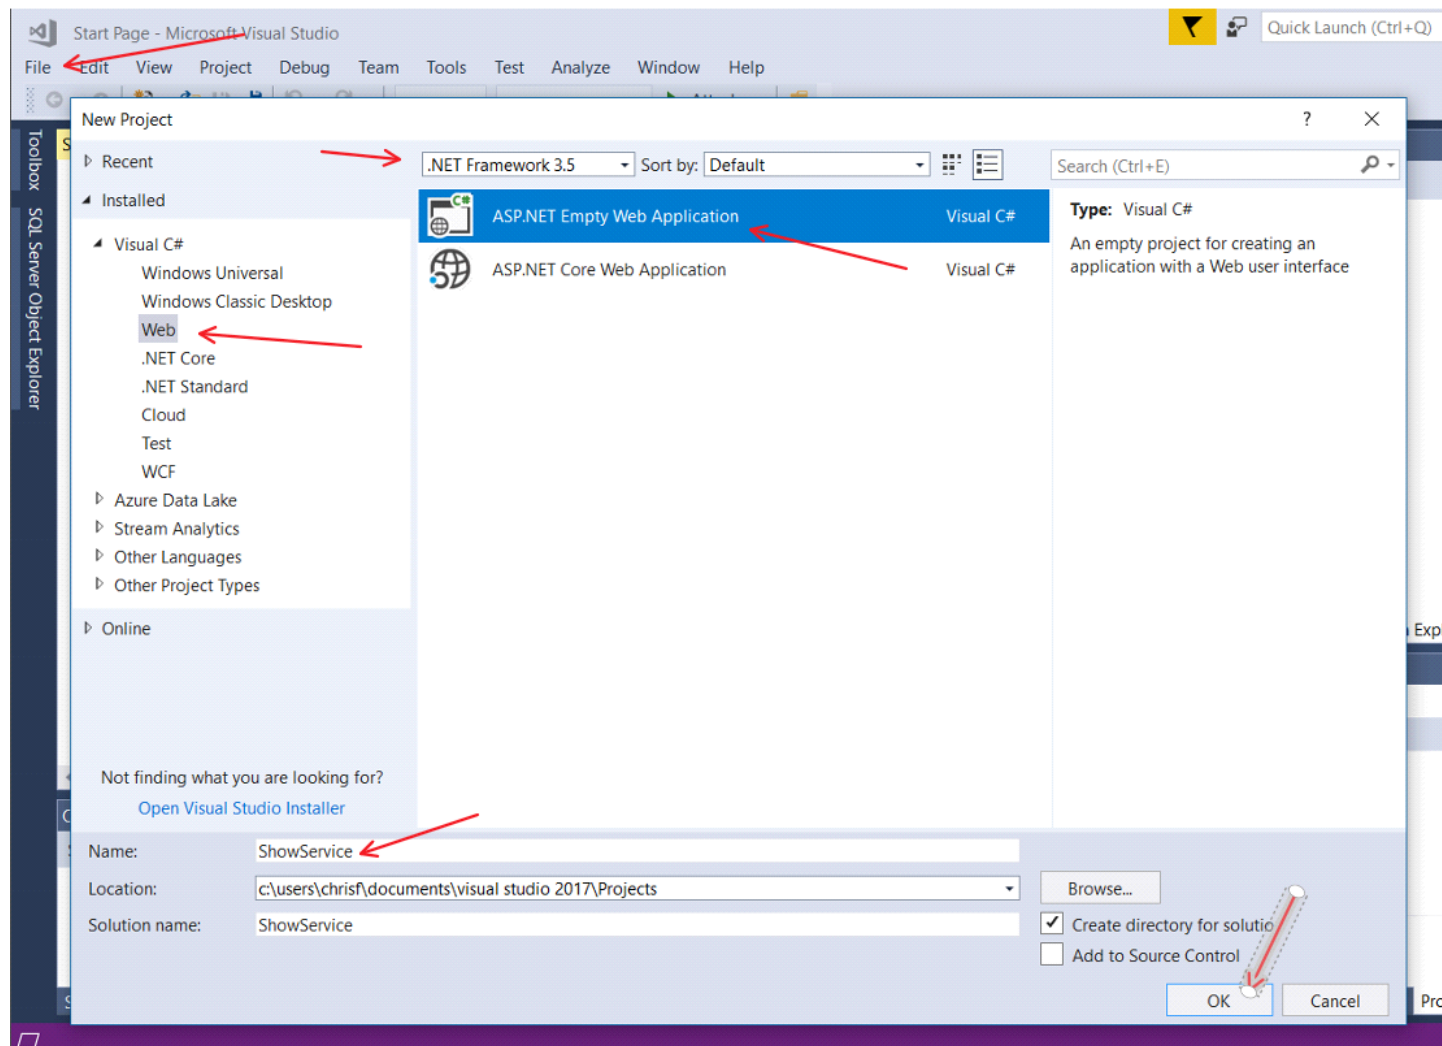 Start Page - Microsoft Visual Studio
Quick Launch (Ctrl+Q)
File Edit View Project Debug Team Tools Test Analyze Window Help
New Project
?
Toolbox
SQL Server Object Explorer
Recent
.NET Framework 3.5
Sort by: Default
Search (Ctrl+E)
Installed
Visual C#
Windows Universal
Windows Classic Desktop
Web
.NET Core
.NET Standard
Cloud
Test
WCF
Azure Data Lake
Stream Analytics
Other Languages
Other Project Types
Online
ASP.NET Empty Web Application Visual C#
ASP.NET Core Web Application Visual C#
Type: Visual C#
An empty project for creating an
application with a Web user interface
Not finding what you are looking for?
Open Visual Studio Installer
Name: ShowService
Location: c:\users\chrisf\documents\visual studio 2017\Projects
Browse...
Solution name: ShowService
Create directory for solutio
Add to Source Control
OK
Cancel